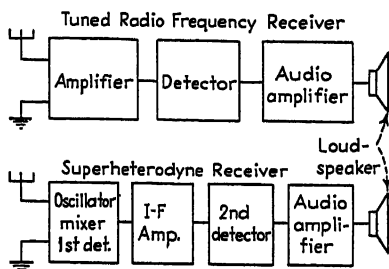 Tuned Radio Frequency Receiver
Amplifier
Detector
Audio
amplifier
Loud-
speaker
Superheterodyne Receiver
Oscillator
mixer
1st det.
I-F
Amp.
2nd
detector
Audio
ampli-
fier